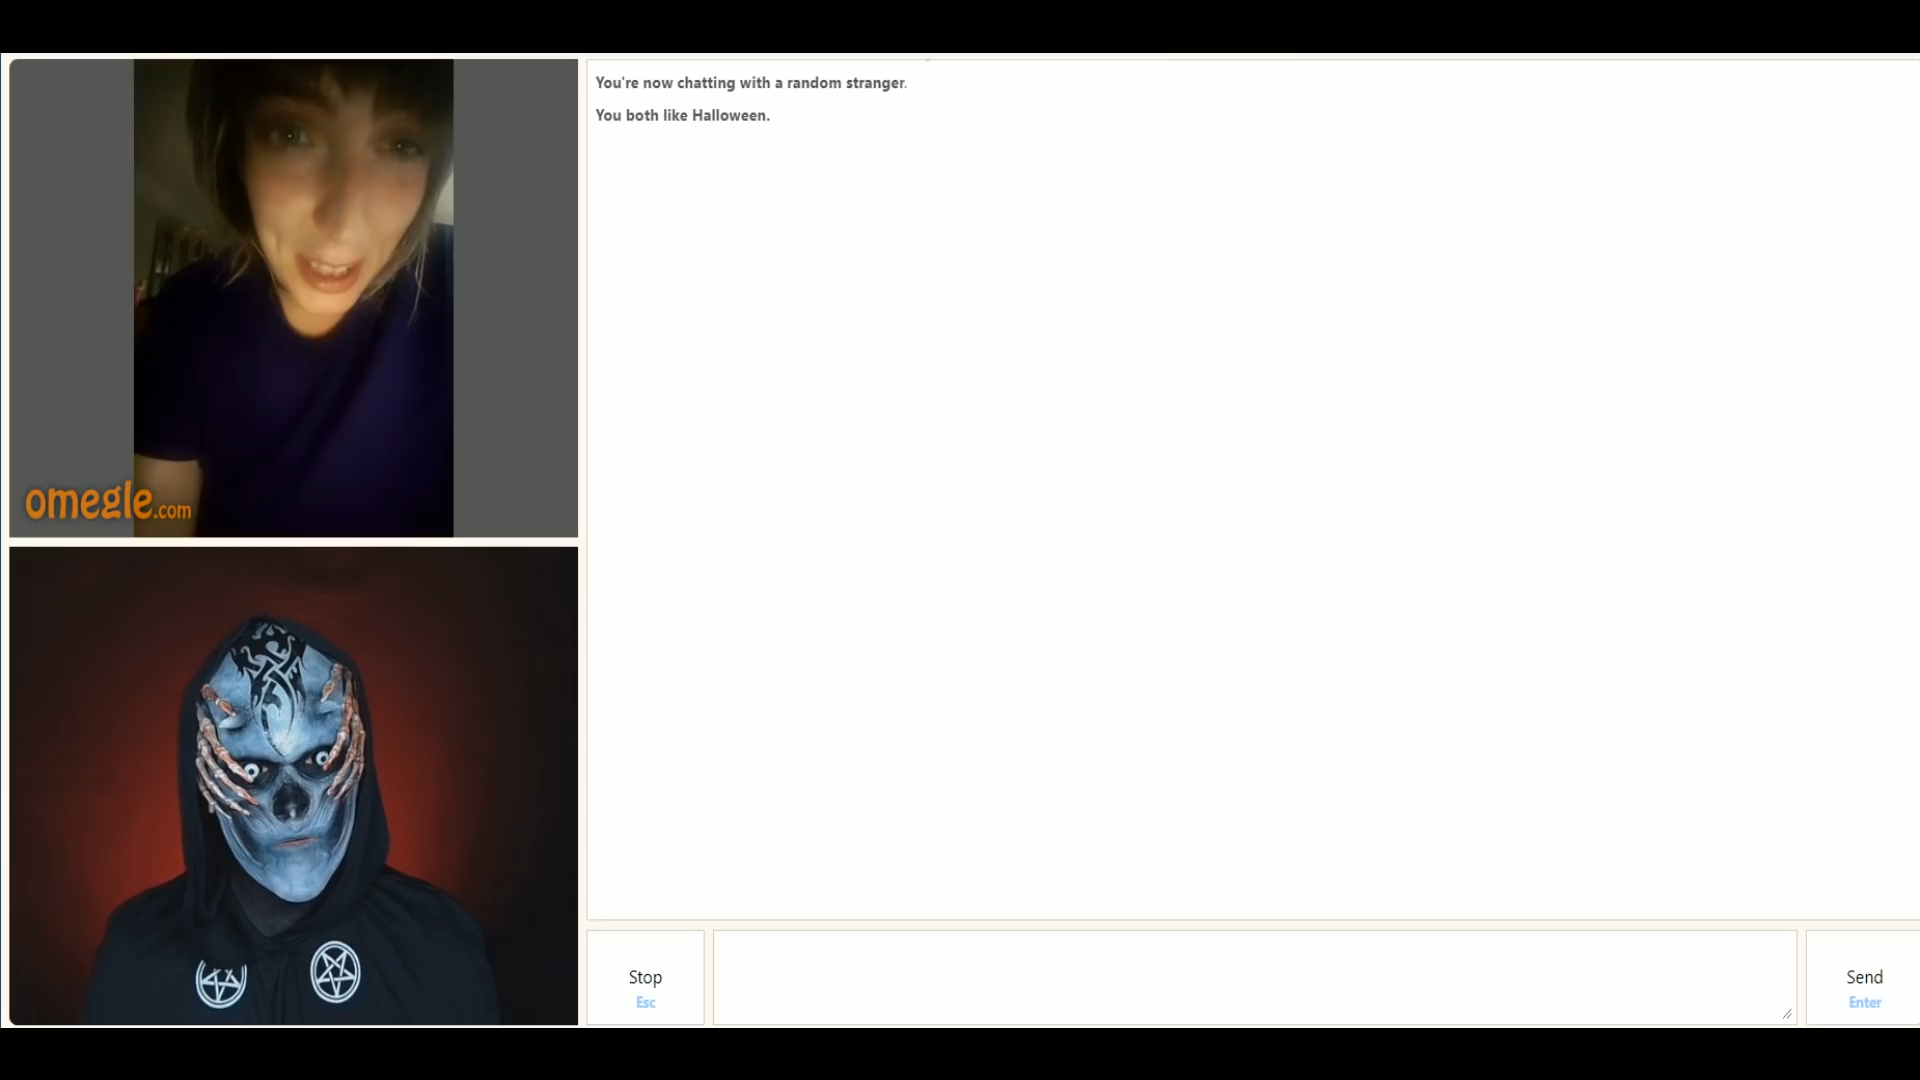 You're now chatting with a random stranger.
You both like Halloween.
omegle.com
Stop
Esc
Send
Enter